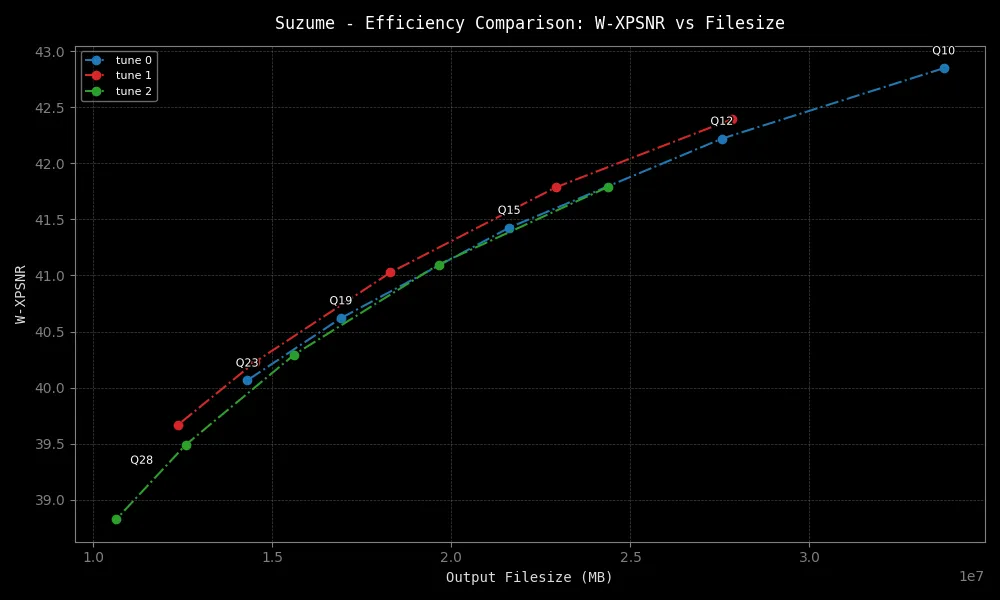 Suzume - Efficiency Comparison: W-XPSNR vs Filesize
tune 0
tune 1
tune 2
Q10
Q12
Q15
Q19
Q23
Q28
W-XPSNR
43.0
42.5
42.0
41.5
41.0
40.5
40.0
39.5
39.0
1.0 1.5 2.0 2.5 3.0
1e7
Output Filesize (MB)